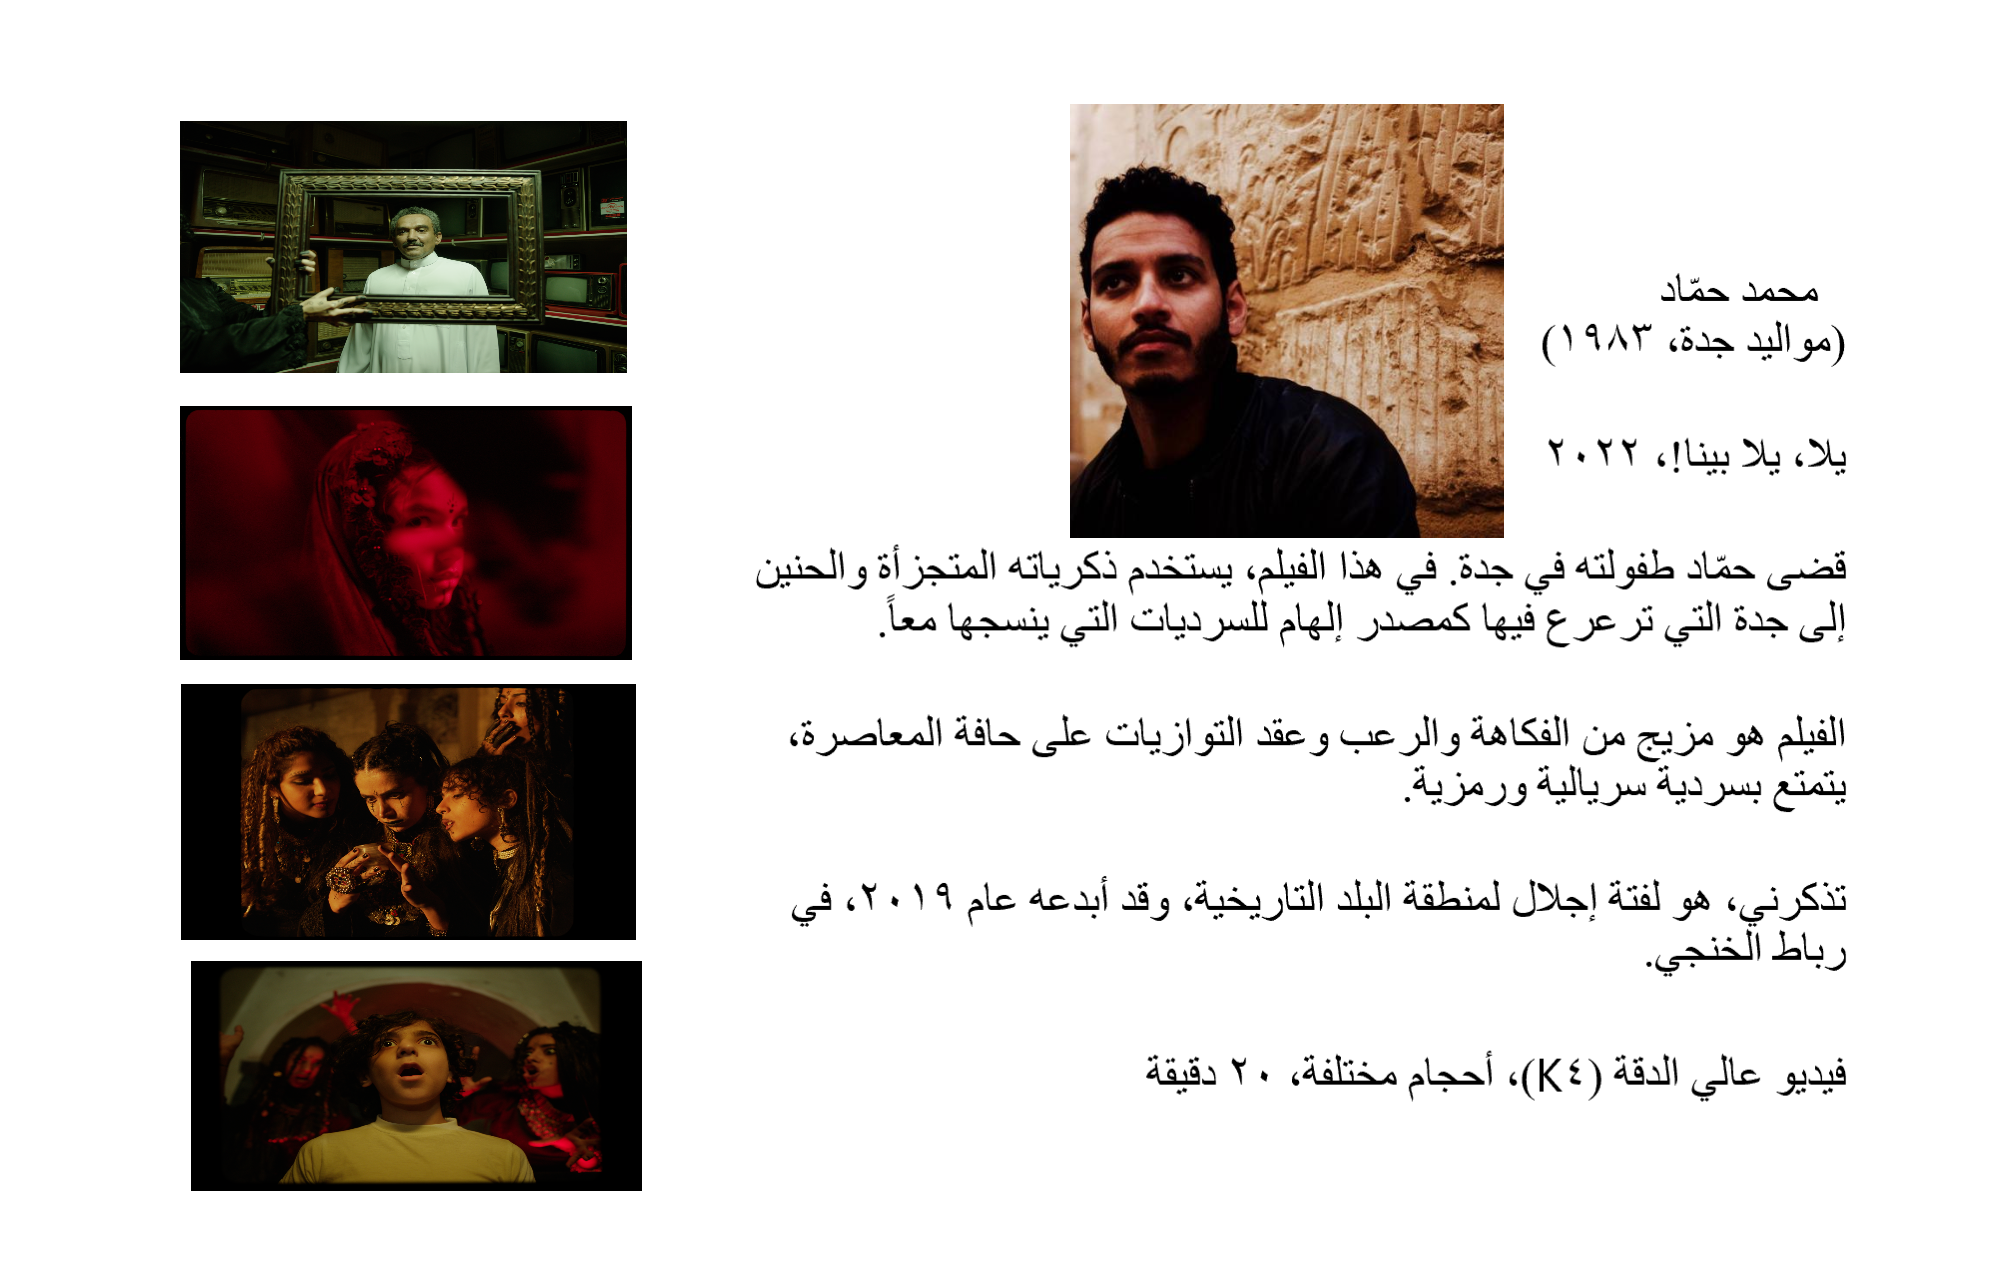 محمد حمّاد
(مواليد جدة، ١٩٨٣)
يلا، يلا بينا!، ٢٠٢٢
قضى حمّاد طفولته في جدة. في هذا الفيلم، يستخدم ذكرياته المتجزأة والحنين
إلى جدة التي ترعرع فيها كمصدر إلهام للسرديات التي ينسجها معاً.
الفيلم هو مزيج من الفكاهة والرعب وعقد التوازيات على حافة المعاصرة،
يتمتع بسردية سريالية ورمزية.
تذكرني، هو لفتة إجلال لمنطقة البلد التاريخية، وقد أبدعه عام ٢٠١٩، في
رباط الخنجي.
فيديو عالي الدقة (٤K)، أحجام مختلفة، ٢٠ دقيقة